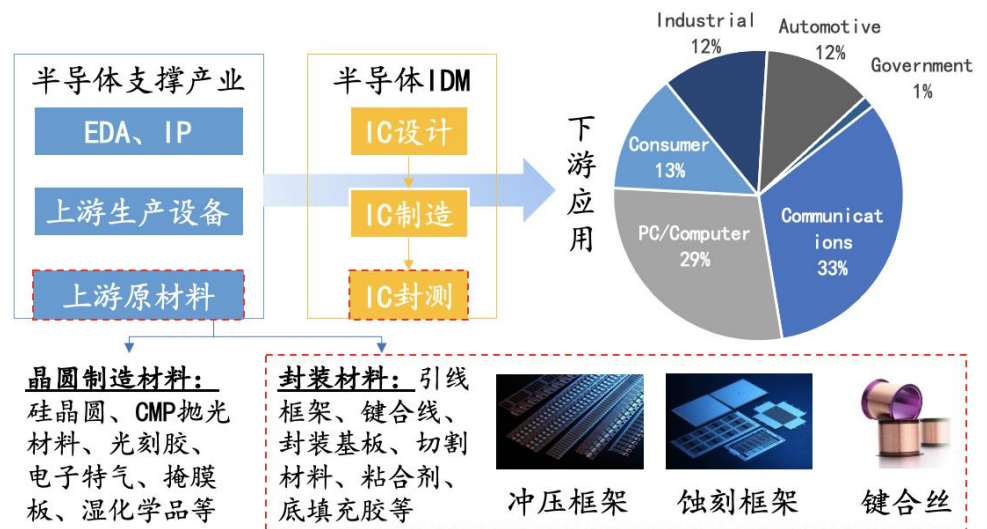 半导体支撑产业
EDA、IP
上游生产设备
上游原材料
半导体IDM
IC设计
IC制造
IC封测
下
游
应
用
Industrial
12%
Automotive
12%
Government
1%
Consumer
13%
PC/Computer
29%
Communicat
ions
33%
晶圆制造材料：
硅晶圆、CMP抛光
材料、光刻胶、
电子特气、掩膜
板、湿化学品等
封装材料：引线
框架、键合线、
封装基板、切割
材料、粘合剂、
底填充胶等
冲压框架
蚀刻框架
键合丝